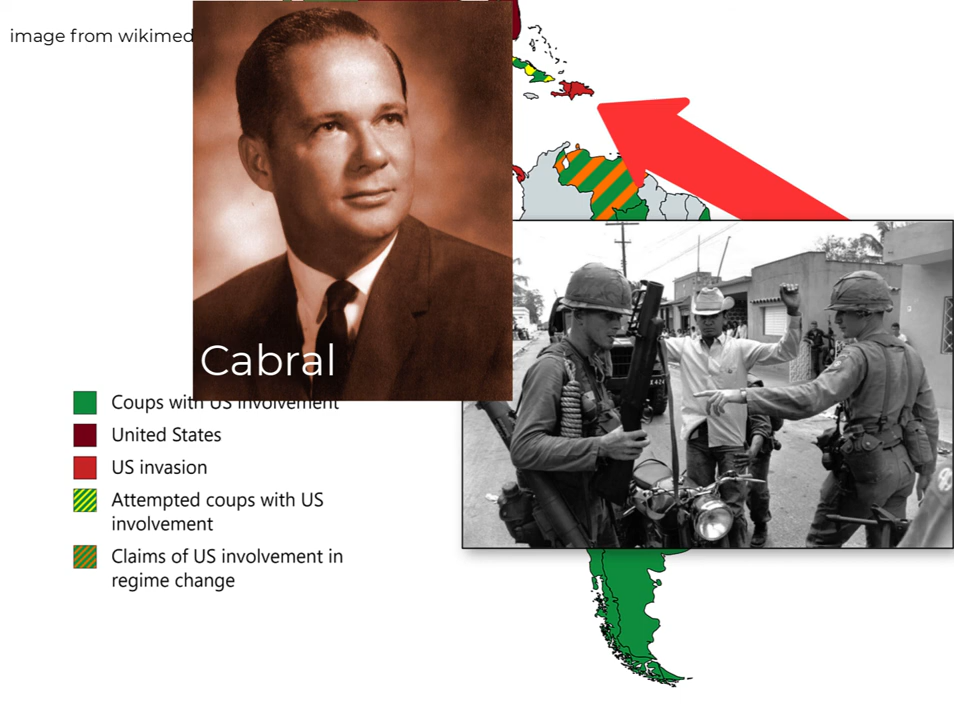 image from wikimed
Cabral
Coups with US involvement
United States
US invasion
Attempted coups with US
involvement
Claims of US involvement in
regime change